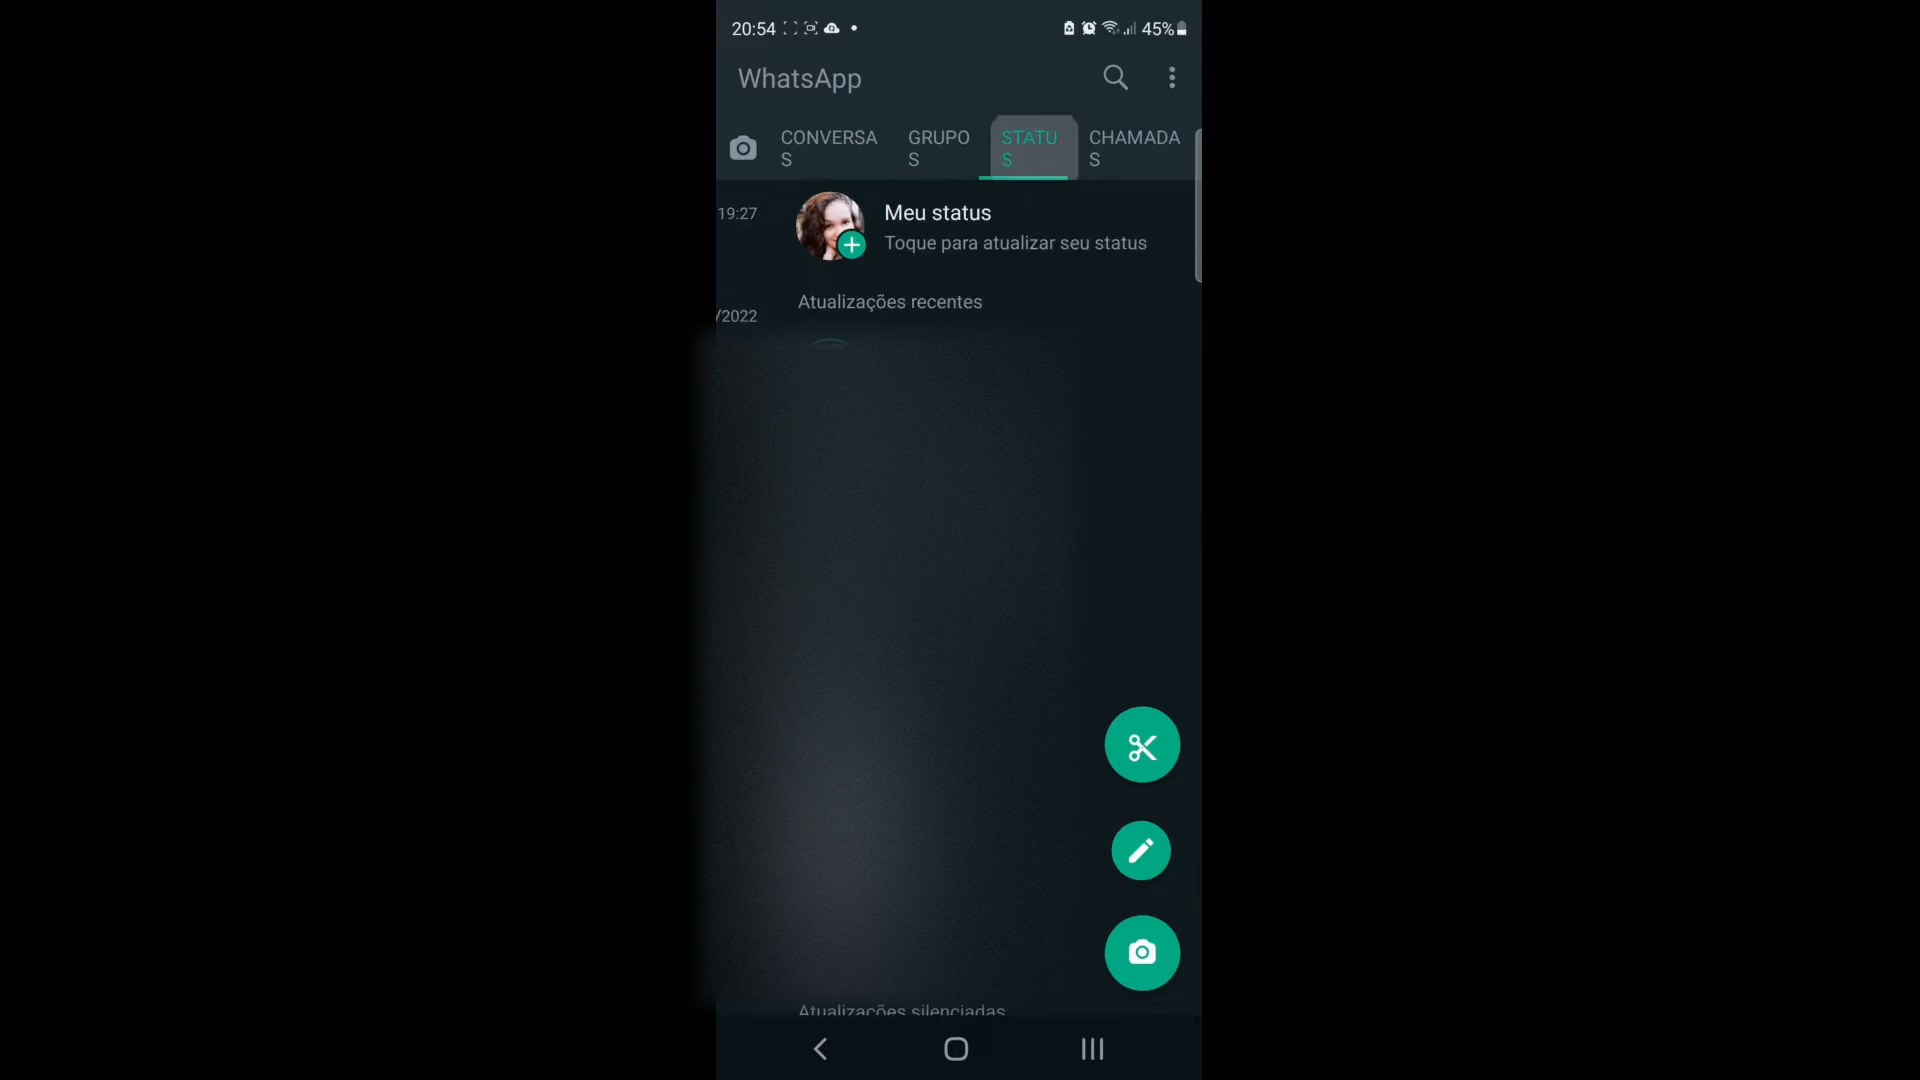 20:54
45%
WhatsApp
CONVERSA
S
GRUPO
S
STATU
S
CHAMADA
S
19:27
Meu status
Toque para atualizar seu status
Atualizações recentes
/2022
Atualizações silenciadas